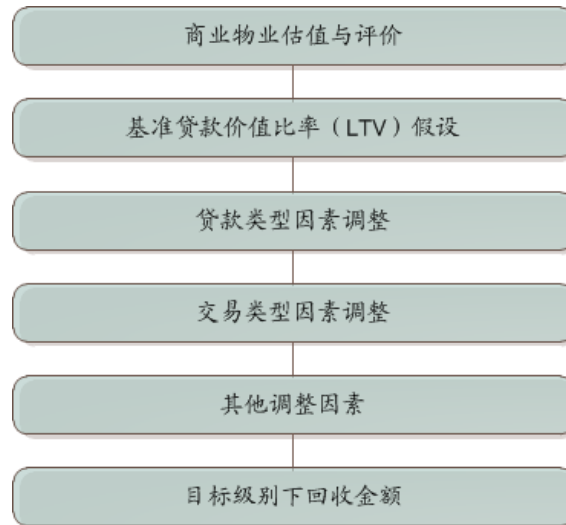 商业物业估值与评价
基准贷款价值比率（LTV）假设
贷款类型因素调整
交易类型因素调整
其他调整因素
目标级别下回收金额